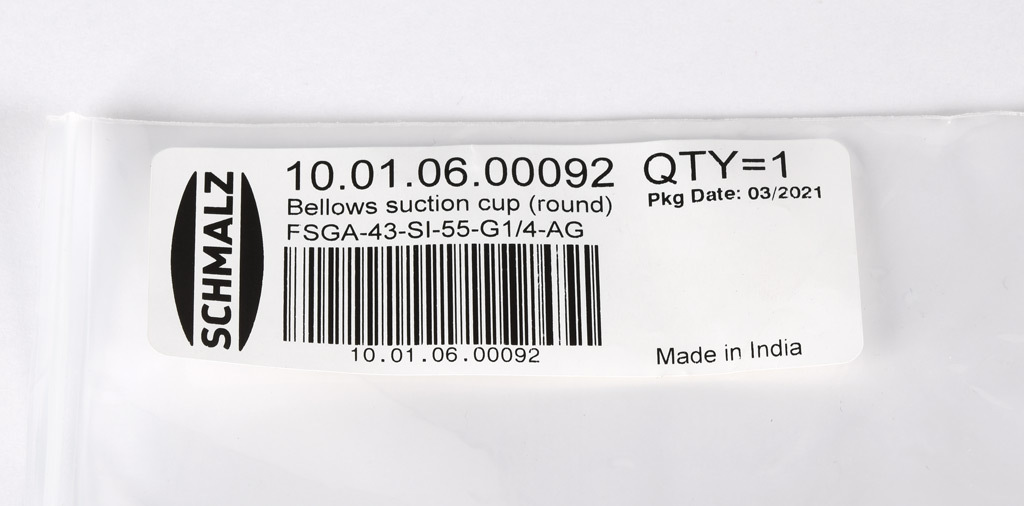 SCHMALZ
10.01.06.00092
Bellows suction cup (round)
FSGA-43-SI-55-G1/4-AG
10.01.06.00092
QTY=1
Pkg Date: 03/2021
Made in India